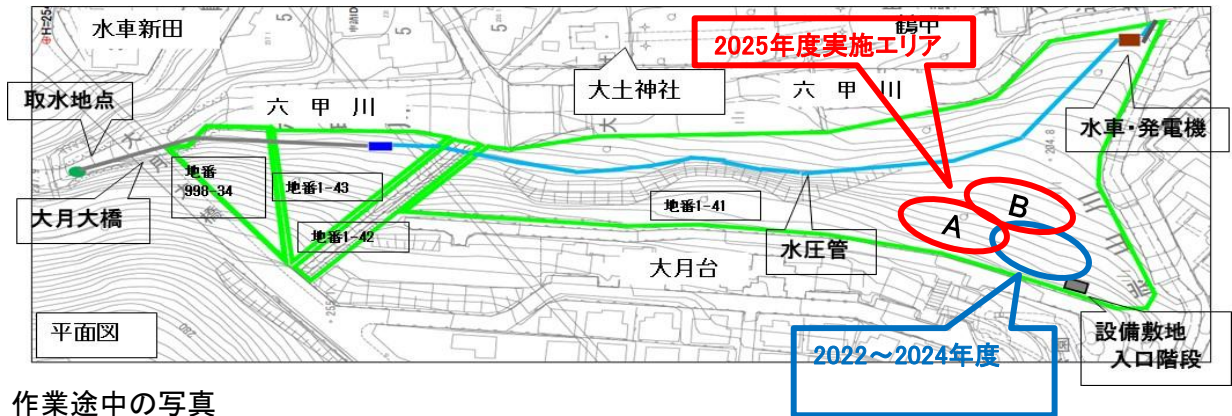 水車新田
鶴甲
2025年度実施エリア
大土神社
取水地点
六甲川
六甲川
水車・発電機
地番
998-34
地番1-43
地番1-41
B
A
大月大橋
地番1-42
水圧管
大月台
平面図
設備敷地
入口階段
2022～2024年度
作業途中の写真